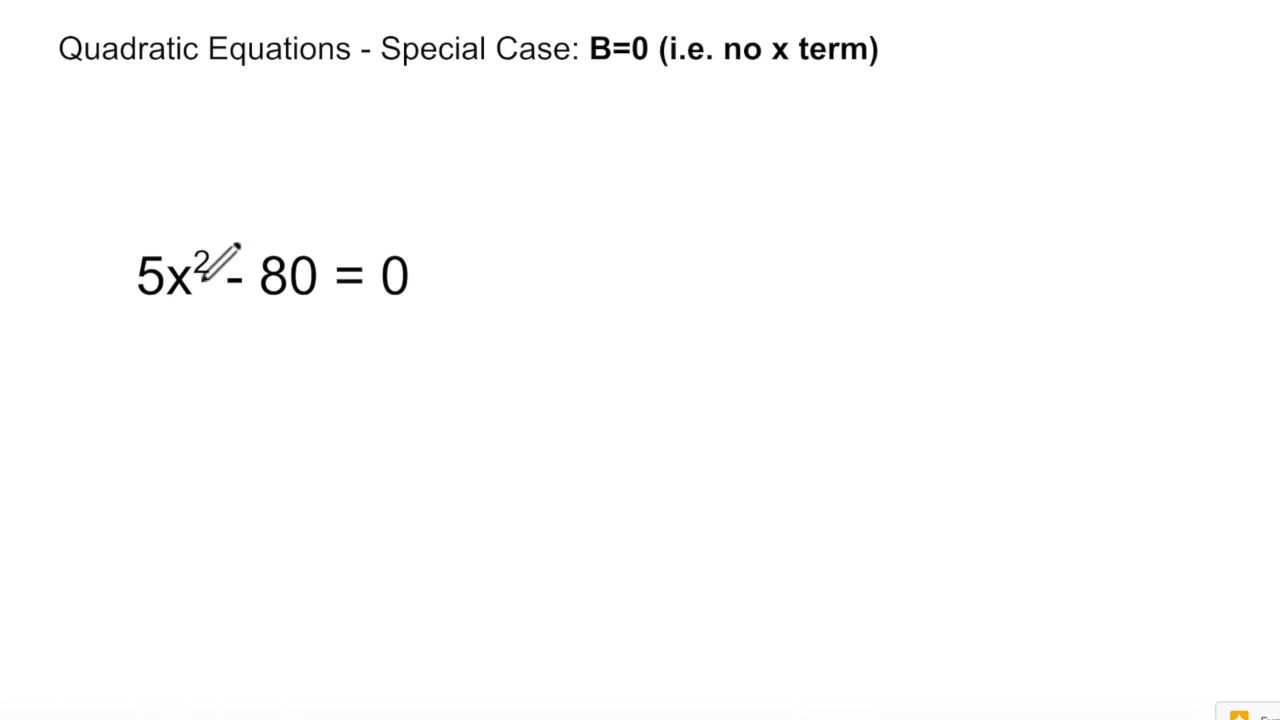 Quadratic Equations - Special Case: B=0 (i.e. no x term)
5x² - 80 = 0